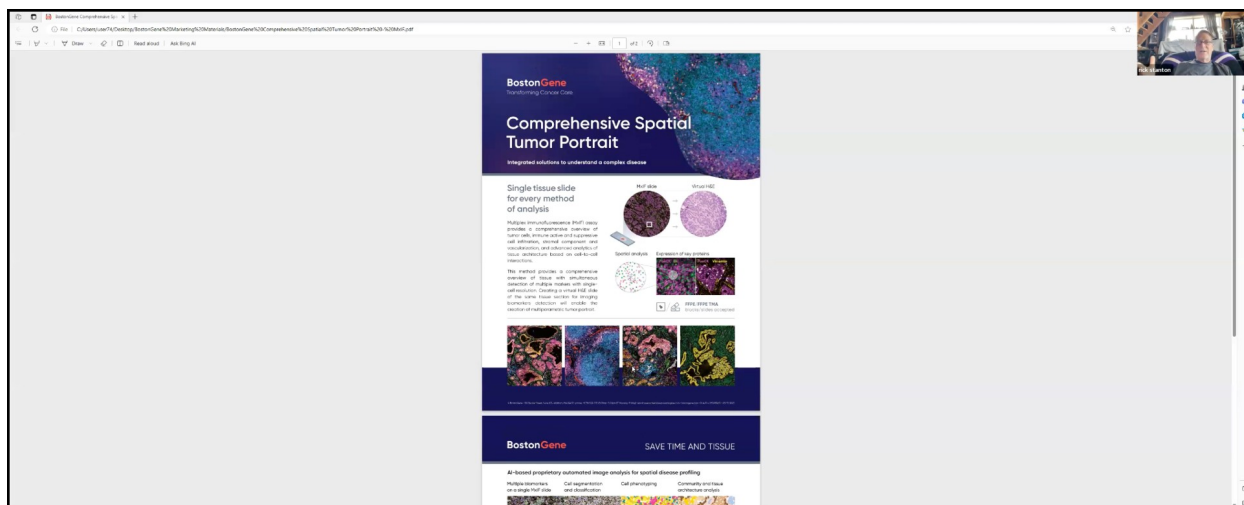 BostonGene Comprehensive Sp
File
C:/Users/user74/Desktop/BostonGene%20Marketing%20Materials/BostonGene%20Comprehensive%20Spatial%20Tumor%20Portrait%20-%20MxIF.pdf
Draw
Read aloud
Ask Bing AI
1
of 2
rick stanton
BostonGene
Transforming Cancer Care
Comprehensive Spatial
Tumor Portrait
Integrated solutions to understand a complex disease
Single tissue slide
for every method
of analysis
Multiplex immunofluorescence (MxIF) assay
provides a comprehensive overview of
tumor cells, immune active and suppressive
cell infiltration, stromal component and
vascularization, and advanced analytics of
tissue architecture based on cell-to-cell
interactions.
This method provides a comprehensive
overview of tissue with simultaneous
detection of multiple markers with single-
cell resolution. Creating a virtual H&E slide
of the same tissue section for imaging
biomarkers detection will enable the
creation of multiparametric tumor portrait.
MxIF slide
Virtual H&E
Spatial analysis
Expression of key proteins
FFPE, FFPE TMA
BostonGene
SAVE TIME AND TISSUE
AI-based proprietary automated image analysis for spatial disease profiling
Multiple biomarkers
on a single MxIF slide
Cell segmentation
and classification
Cell phenotyping
Community and tissue
architecture analysis